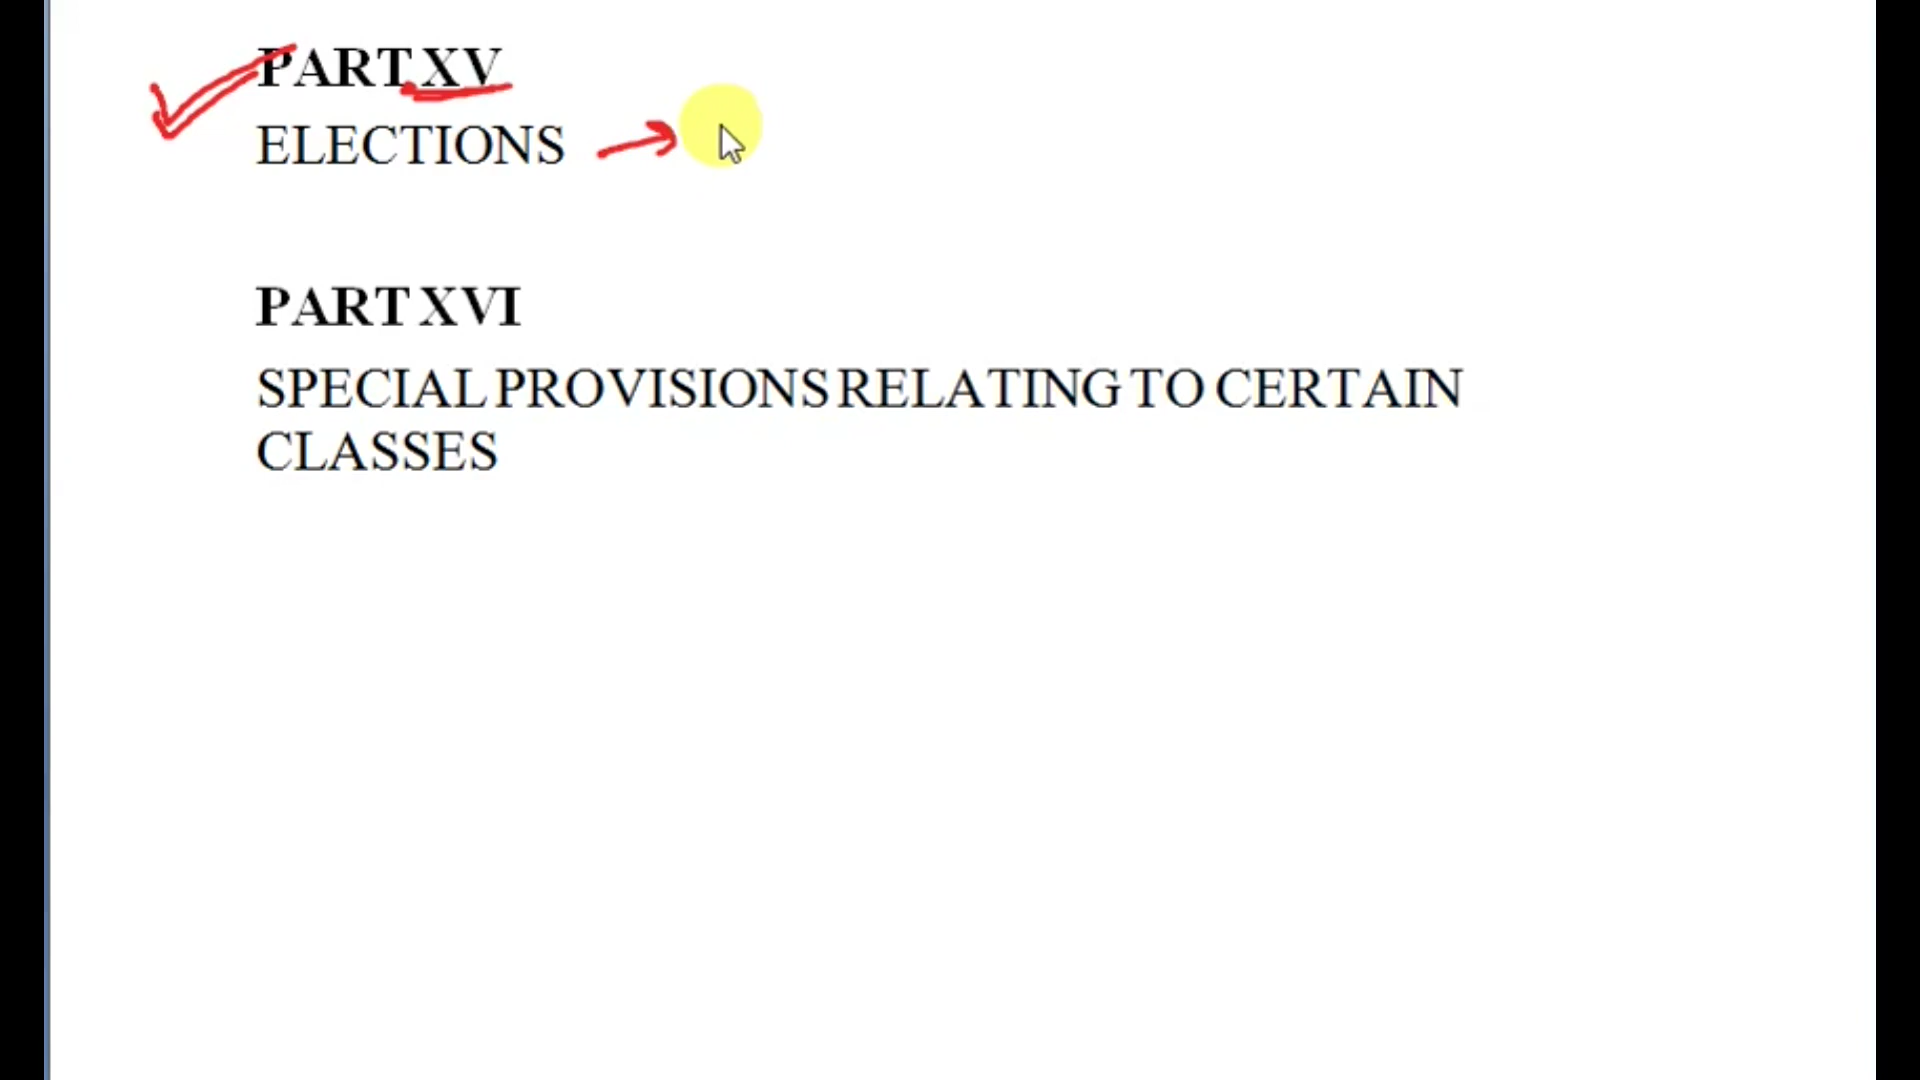 PART XV
ELECTIONS
PART XVI
SPECIAL PROVISIONS RELATING TO CERTAIN
CLASSES